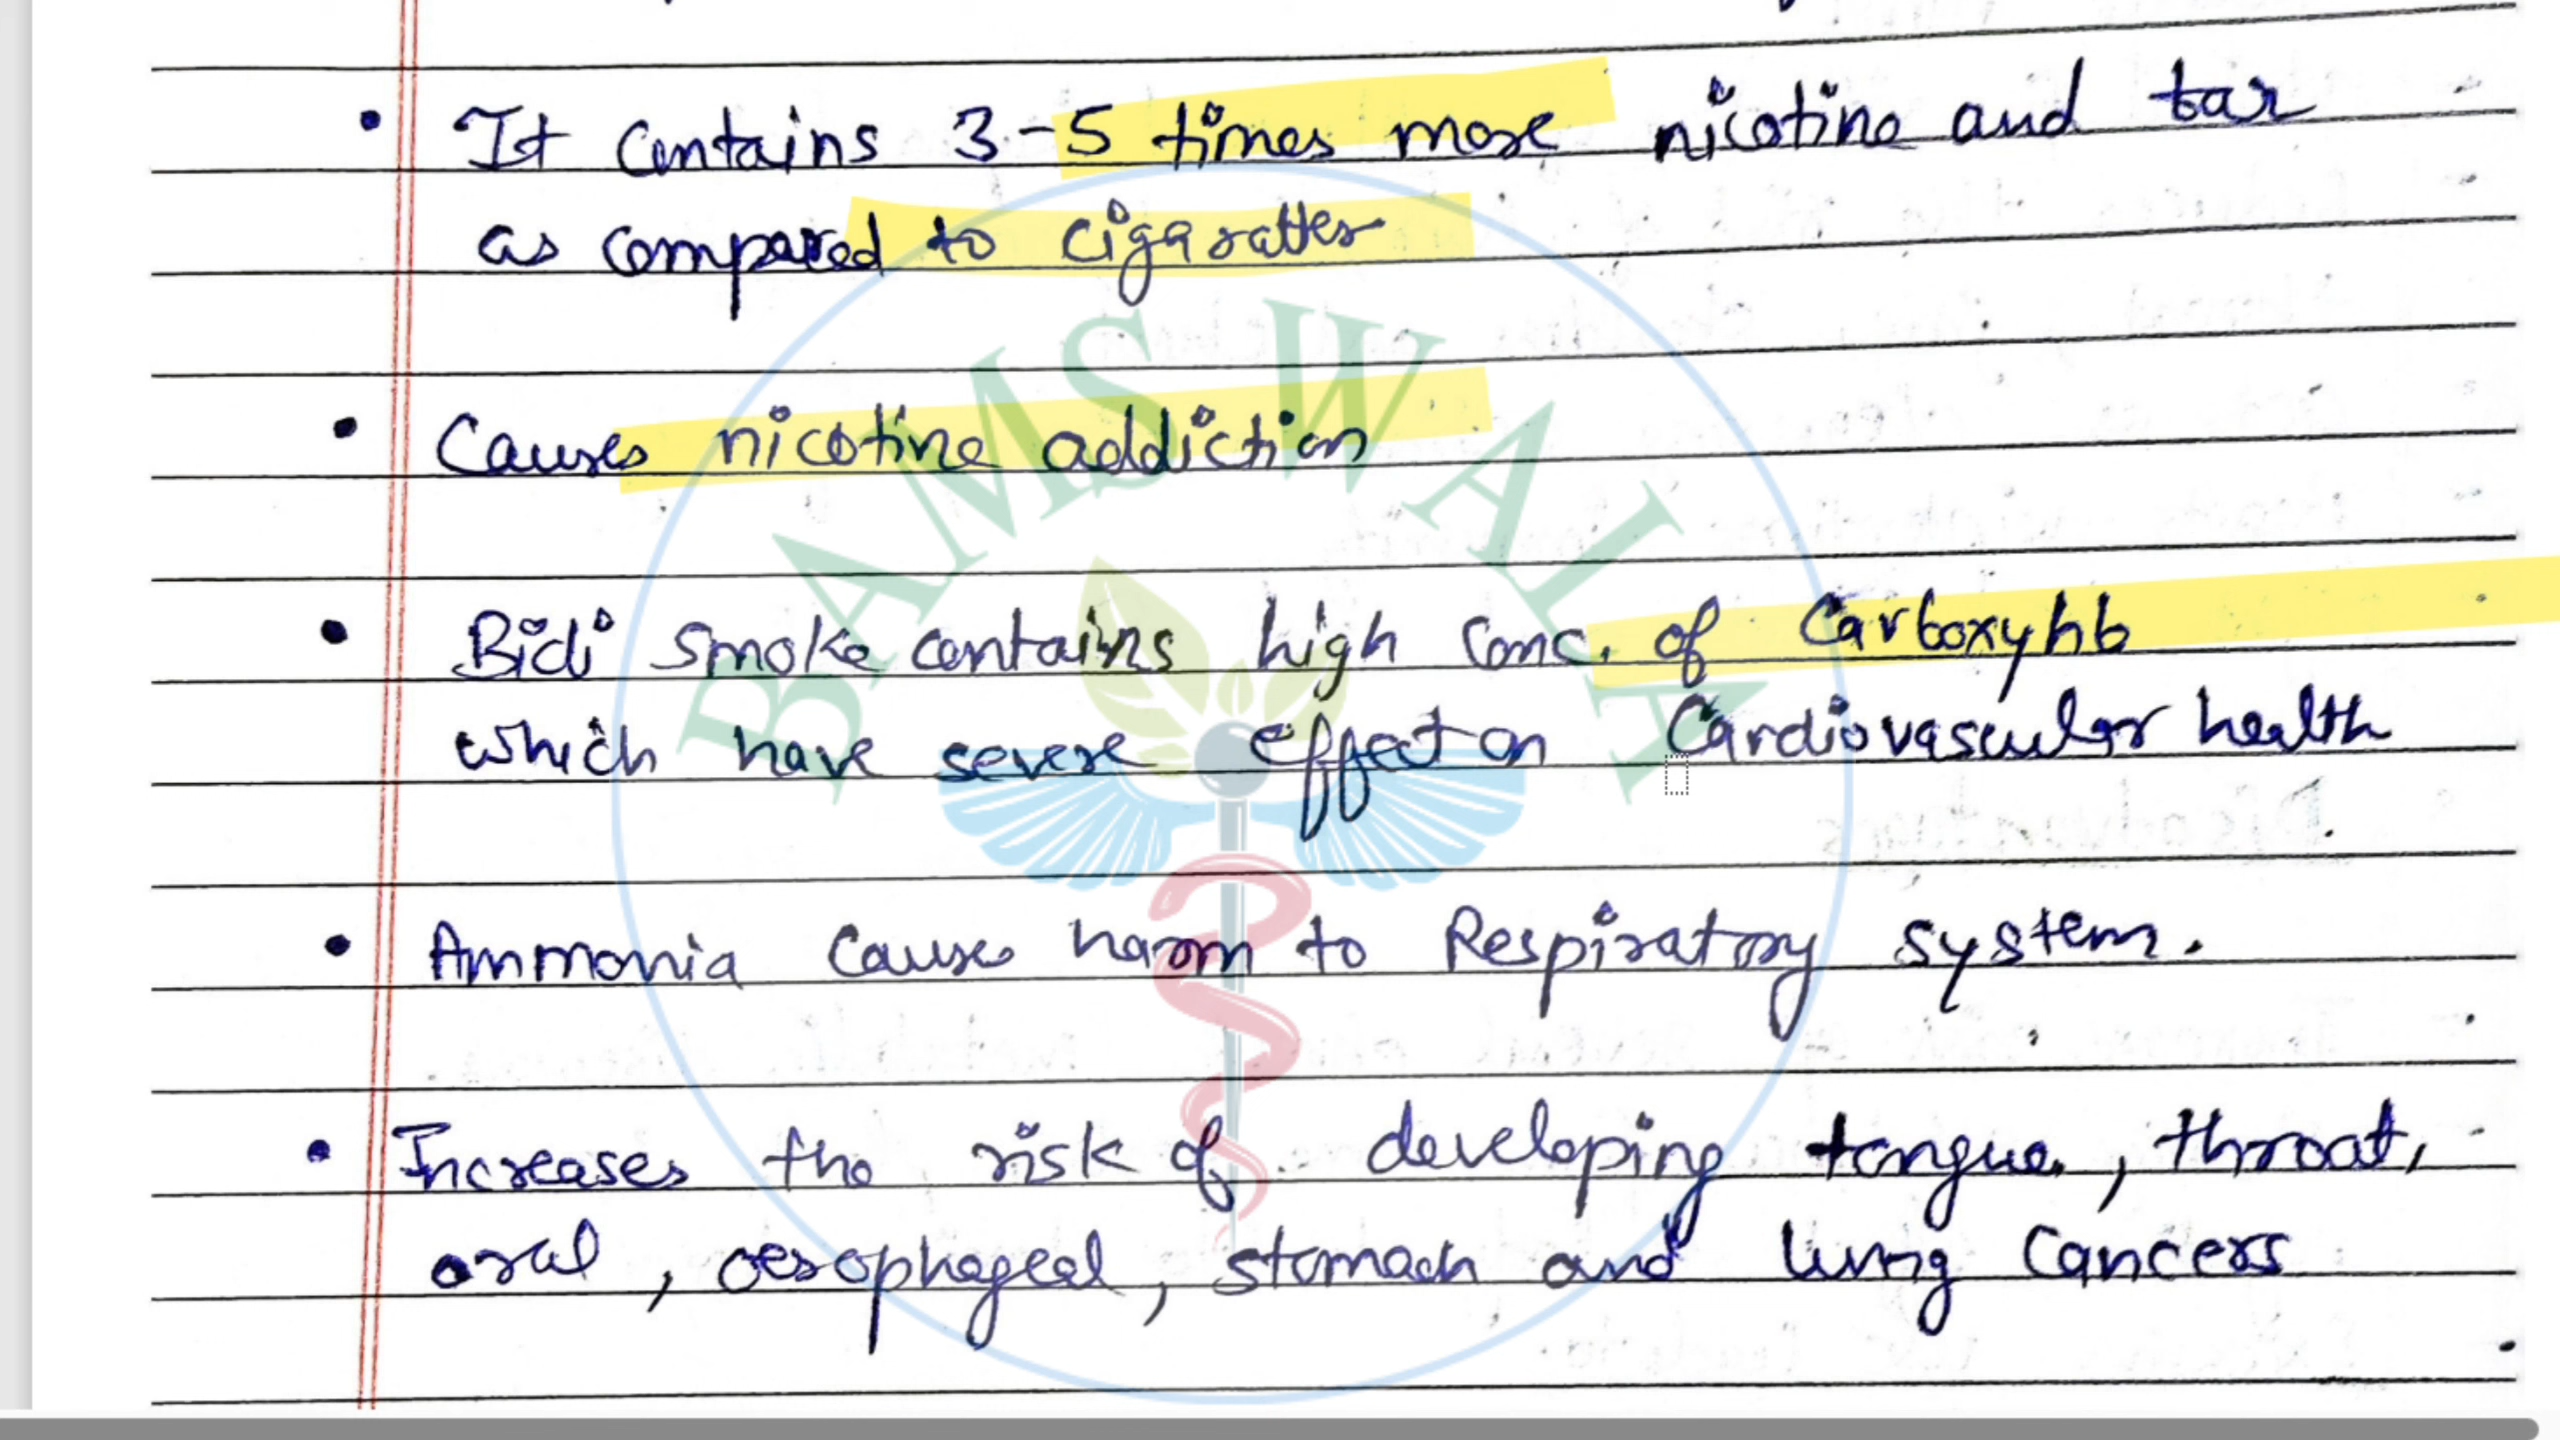 • It contains 3-5 times more nicotine and tar
as compared to cigarattes
• Causes nicotine addiction
• Bidi smoke contains high conc. of Carboxyhb
which have severe effect on Cardiovascular health
• Ammonia causes harm to Respiratory system.
• Increases the risk of developing tongue, throat,
oral, oesophageal, stomach and lung cancers
BAMS WALA